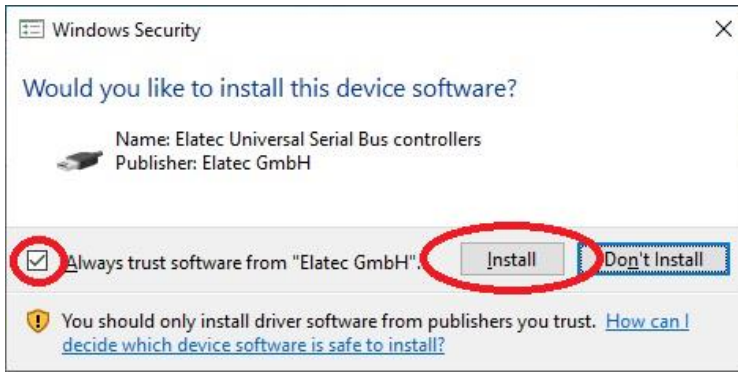 Windows Security
Would you like to install this device software?
Name: Elatec Universal Serial Bus controllers
Publisher: Elatec GmbH
Always trust software from "Elatec GmbH". Install Don't Install
You should only install driver software from publishers you trust. How can I
decide which device software is safe to install?